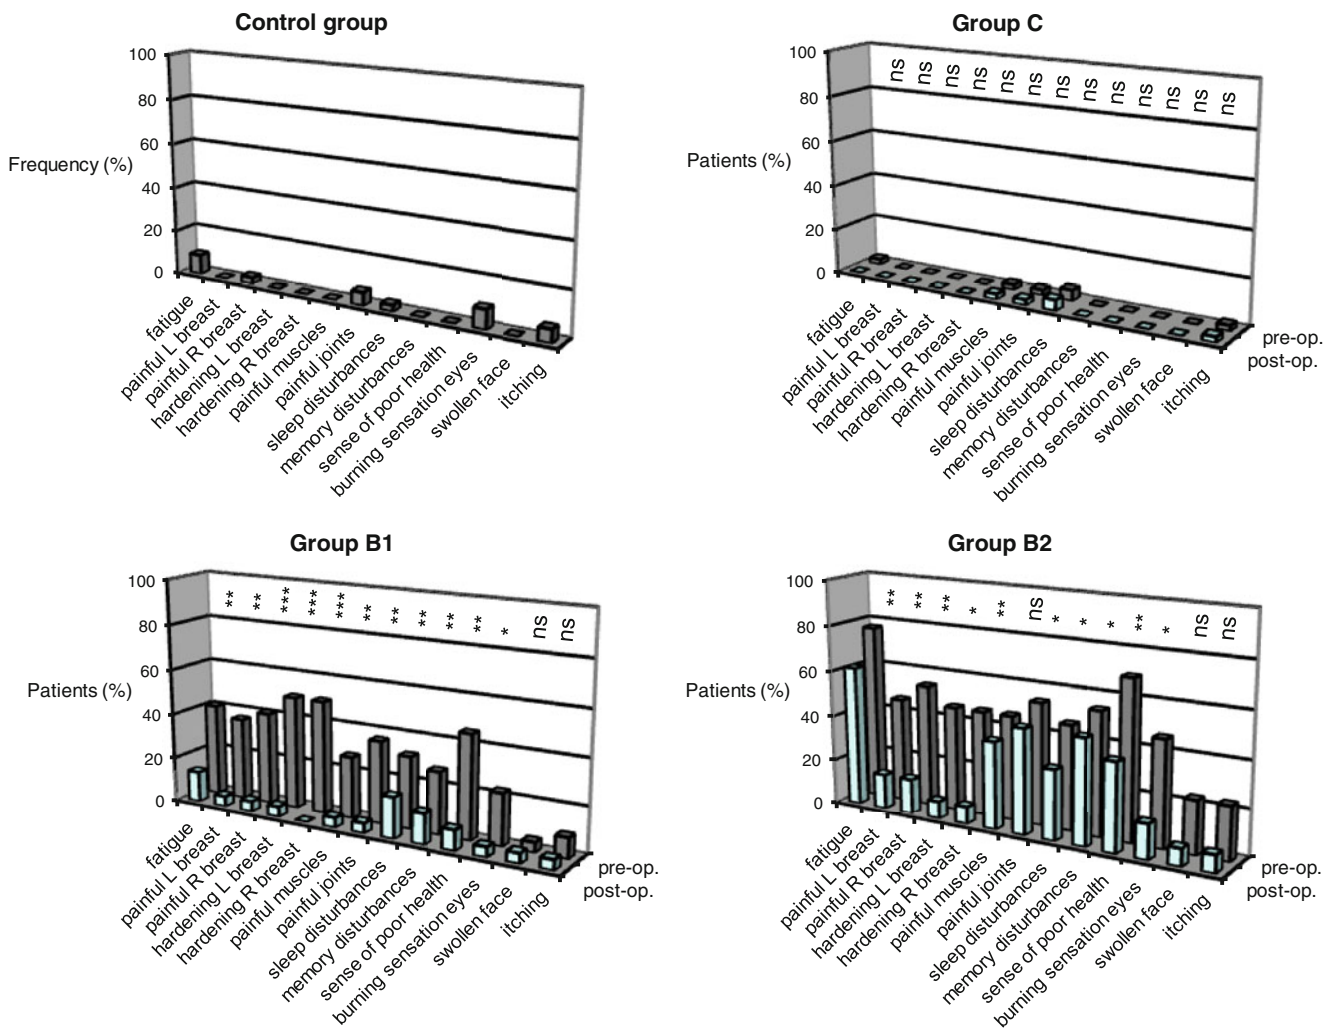 Control group
100
80
60
40
20
0
Frequency (%)
fatigue
painful L breast
painful R breast
hardening L breast
hardening R breast
painful muscles
painful joints
sleep disturbances
memory disturbances
sense of poor health
burning sensation eyes
swollen face
itching
Group C
100
80
60
40
20
0
Patients (%)
ns ns ns ns ns ns ns ns ns ns ns ns ns
fatigue
painful L breast
painful R breast
hardening L breast
hardening R breast
painful muscles
painful joints
sleep disturbances
memory disturbances
sense of poor health
burning sensation eyes
swollen face
itching
pre-op.
post-op.
Group B1
100
80
60
40
20
0
Patients (%)
** ** *** *** *** ** ** ** ** ** * ns ns
fatigue
painful L breast
painful R breast
hardening L breast
hardening R breast
painful muscles
painful joints
sleep disturbances
memory disturbances
sense of poor health
burning sensation eyes
swollen face
itching
pre-op.
post-op.
Group B2
100
80
60
40
20
0
Patients (%)
** ** ** * ** ns * * * ** * ns ns
fatigue
painful L breast
painful R breast
hardening L breast
hardening R breast
painful muscles
painful joints
sleep disturbances
memory disturbances
sense of poor health
burning sensation eyes
swollen face
itching
pre-op.
post-op.